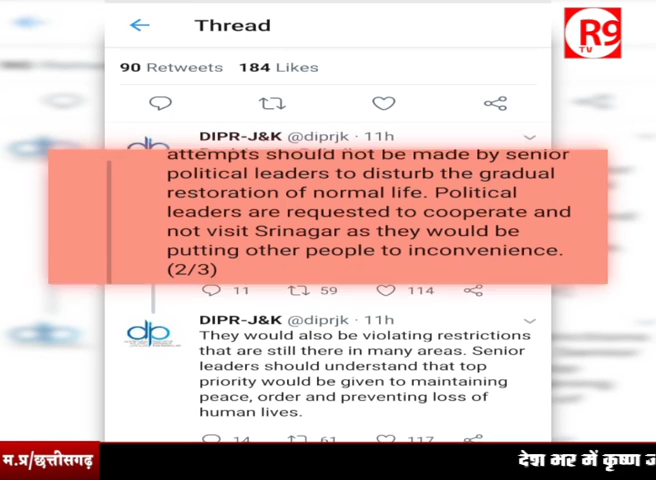 Thread
R9
TV
90 Retweets 184 Likes
DIPR-J&K @diprjk · 11h
attempts should not be made by senior
political leaders to disturb the gradual
restoration of normal life. Political
leaders are requested to cooperate and
not visit Srinagar as they would be
putting other people to inconvenience.
(2/3)
11 59 114
DIPR-J&K @diprjk · 11h
They would also be violating restrictions
that are still there in many areas. Senior
leaders should understand that top
priority would be given to maintaining
peace, order and preventing loss of
human lives.
14 61 117
म.प्र/छत्तीसगढ़
देश भर में कृष्ण